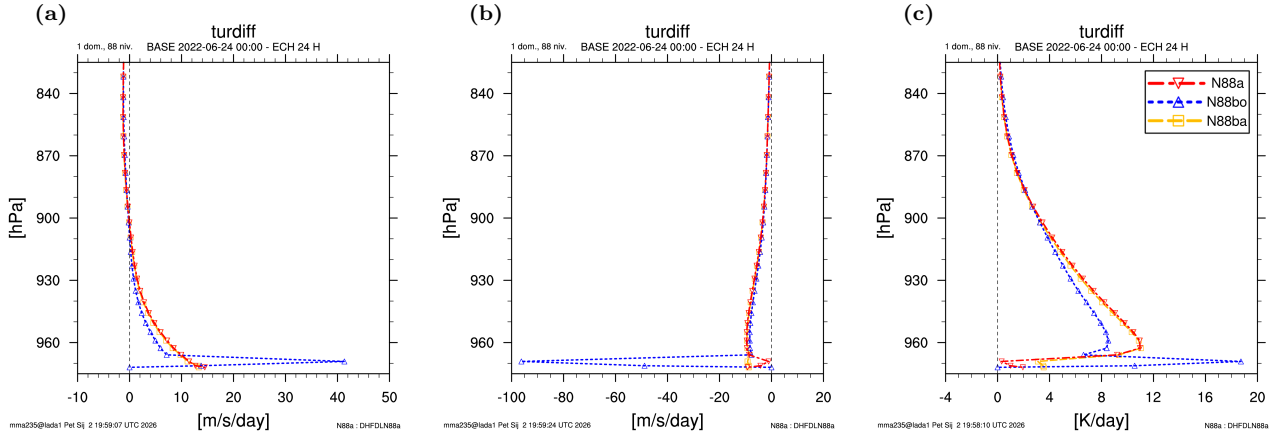 (a)
turdiff
1 dom., 88 niv. BASE 2022-06-24 00:00 - ECH 24 H
840
870
900
930
960
[hPa]
-10 0 10 20 30 40 50
[m/s/day]
mma235@lada1 Pet Sij 2 19:59:07 UTC 2026 N88a : DHFDLN88a
(b)
turdiff
1 dom., 88 niv. BASE 2022-06-24 00:00 - ECH 24 H
840
870
900
930
960
[hPa]
-100 -80 -60 -40 -20 0 20
[m/s/day]
mma235@lada1 Pet Sij 2 19:59:24 UTC 2026 N88a : DHFDLN88a
(c)
turdiff
1 dom., 88 niv. BASE 2022-06-24 00:00 - ECH 24 H
N88a
N88bo
N88ba
840
870
900
930
960
[hPa]
-4 0 4 8 12 16 20
[K/day]
mma235@lada1 Pet Sij 2 19:58:10 UTC 2026 N88a : DHFDLN88a